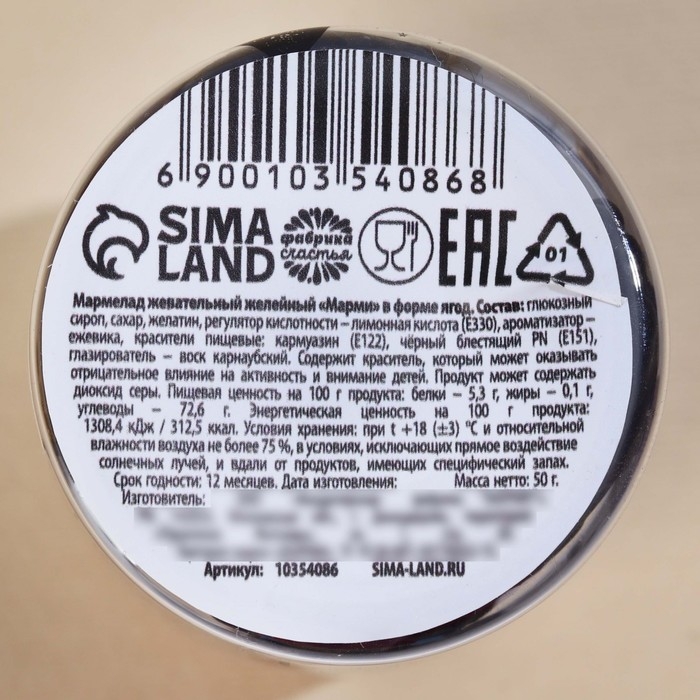 6 900103 540868
SIMA
LAND
фабрика
счастья
EAC
01
Мармелад жевательный желейный «Марми» в форме ягод. Состав: глюкозный
сироп, сахар, желатин, регулятор кислотности – лимонная кислота (Е330), ароматизатор –
ежевика, красители пищевые: кармуазин (Е122), чёрный блестящий PN (Е151),
глазирователь – воск карнаубский. Содержит краситель, который может оказывать
отрицательное влияние на активность и внимание детей. Продукт может содержать
диоксид серы. Пищевая ценность на 100 г продукта: белки – 5,3 г, жиры – 0,1 г,
углеводы – 72,6 г. Энергетическая ценность на 100 г продукта:
1308,4 кДж / 312,5 ккал. Условия хранения: при t +18 (±3) °С и относительной
влажности воздуха не более 75 %, в условиях, исключающих прямое воздействие
солнечных лучей, и вдали от продуктов, имеющих специфический запах.
Срок годности: 12 месяцев. Дата изготовления: Масса нетто: 50 г.
Изготовитель:
Артикул: 10354086 SIMA-LAND.RU